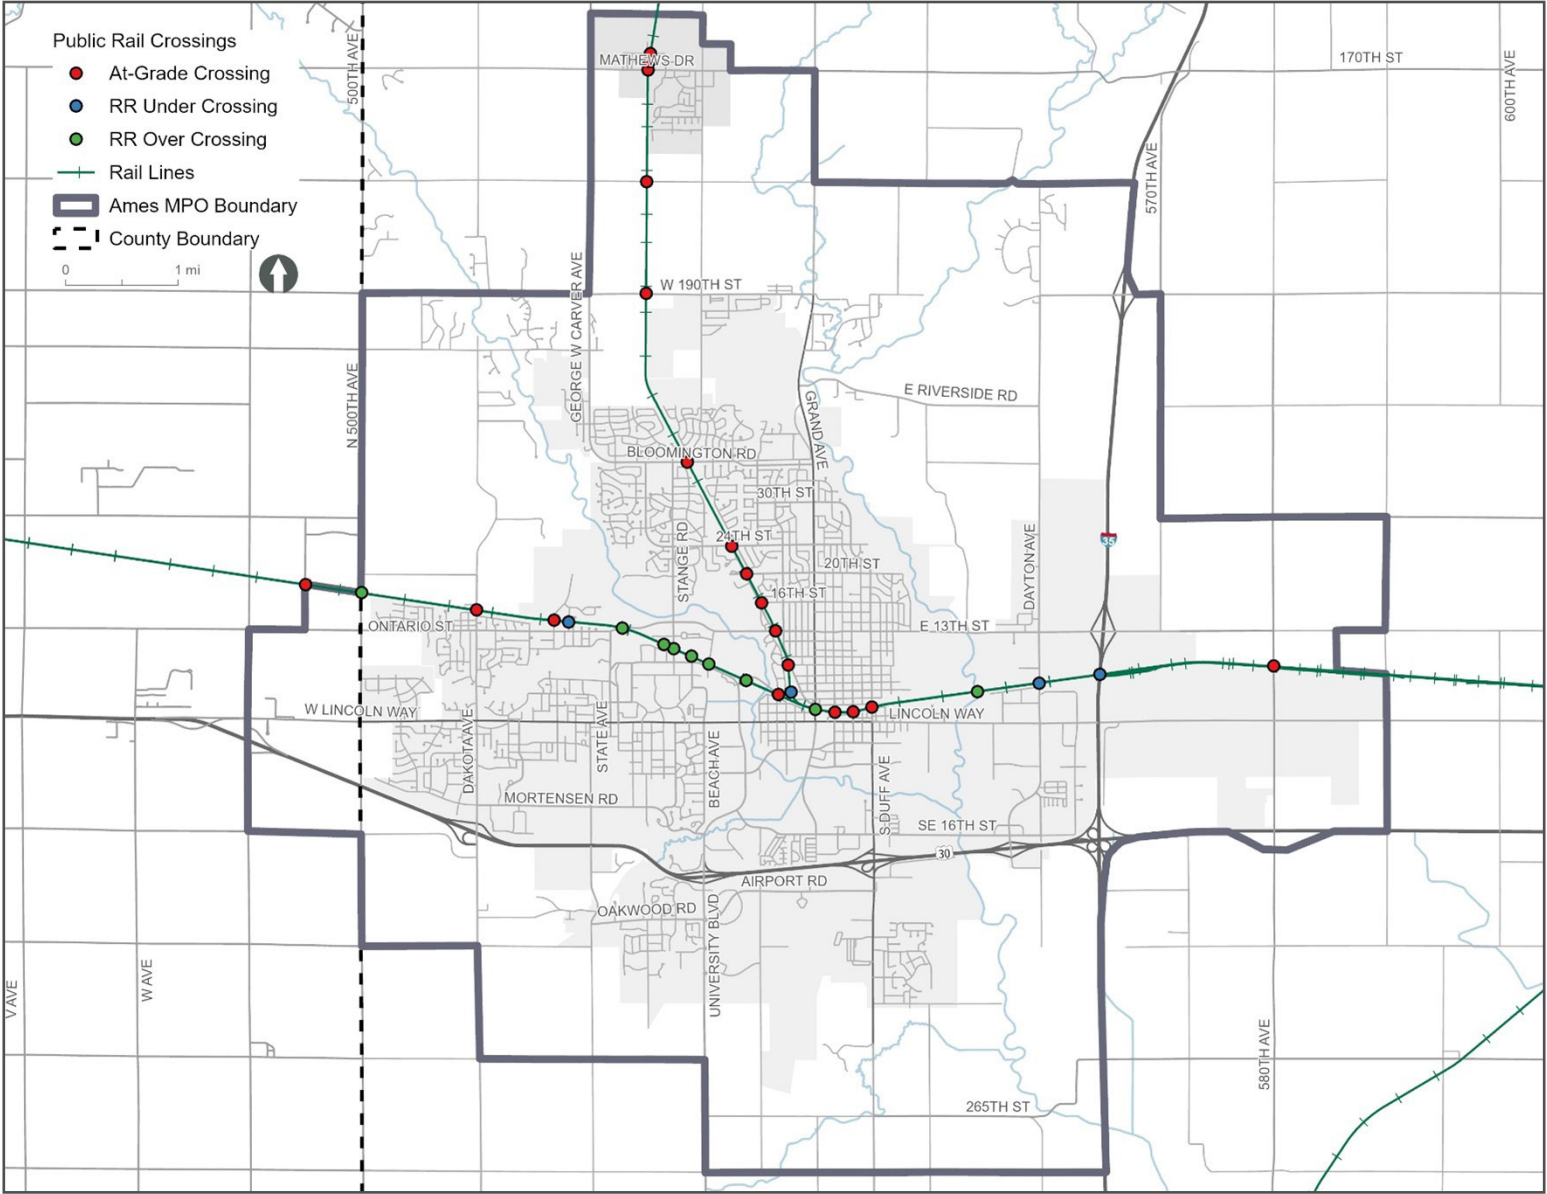 Public Rail Crossings
At-Grade Crossing
RR Under Crossing
RR Over Crossing
Rail Lines
Ames MPO Boundary
County Boundary
0 1 mi
500TH AVE
MATHEWS DR
170TH ST
600TH AVE
570TH AVE
GEORGE W CARVER AVE
W 190TH ST
N 500TH AVE
E RIVERSIDE RD
GRAND AVE
BLOOMINGTON RD
30TH ST
STANGE RD
24TH ST
20TH ST
16TH ST
DAYTON AVE
35
ONTARIO ST
E 13TH ST
W LINCOLN WAY
LINCOLN WAY
DAKOTA AVE
STATE AVE
BEACH AVE
S DUFF AVE
MORTENSEN RD
SE 16TH ST
30
AIRPORT RD
OAKWOOD RD
UNIVERSITY BLVD
V AVE
W AVE
580TH AVE
265TH ST